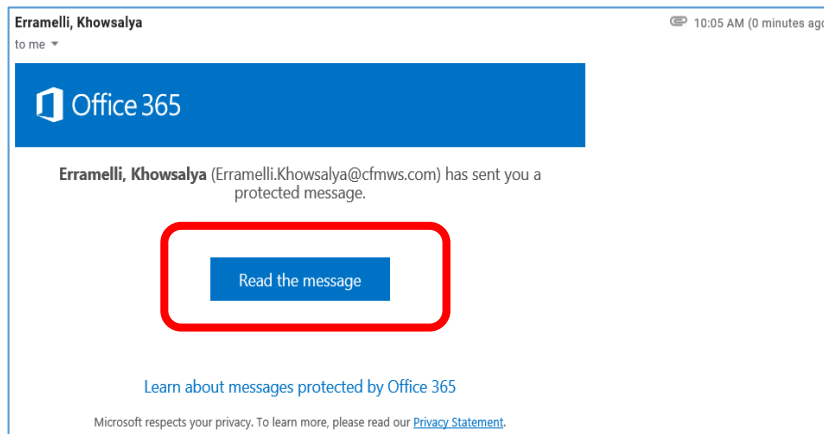 Erramelli, Khowsalya
10:05 AM (0 minutes ago
to me
Office 365
Erramelli, Khowsalya (Erramelli.Khowsalya@cfmws.com) has sent you a
protected message.
Read the message
Learn about messages protected by Office 365
Microsoft respects your privacy. To learn more, please read our Privacy Statement.